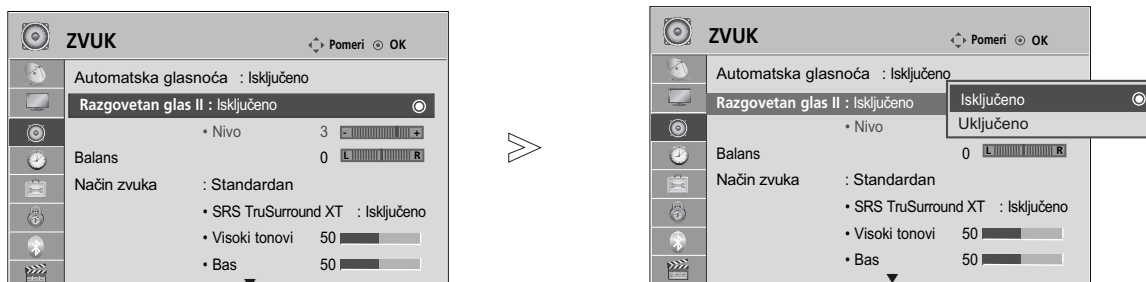 ZVUK Pomeri OK
Automatska glasnoća : Isključeno
Razgovetan glas II : Isključeno
• Nivo 3 - +
Balans 0 L R
Način zvuka : Standardan
• SRS TruSurround XT : Isključeno
• Visoki tonovi 50
• Bas 50
ZVUK Pomeri OK
Automatska glasnoća : Isključeno
Razgovetan glas II : Isključeno
Isključeno
Uključeno
• Nivo
Balans 0 L R
Način zvuka : Standardan
• SRS TruSurround XT : Isključeno
• Visoki tonovi 50
• Bas 50